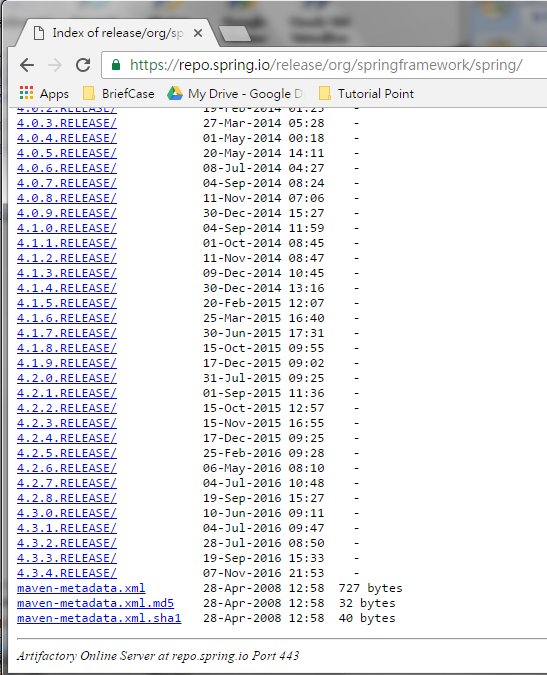 Index of release/org/sp
https://repo.spring.io/release/org/springframework/spring/
Apps BriefCase My Drive - Google D Tutorial Point
4.0.2.RELEASE/ 19-Feb-2014 01:25 -
4.0.3.RELEASE/ 27-Mar-2014 05:28 -
4.0.4.RELEASE/ 01-May-2014 00:18 -
4.0.5.RELEASE/ 20-May-2014 14:11 -
4.0.6.RELEASE/ 08-Jul-2014 04:27 -
4.0.7.RELEASE/ 04-Sep-2014 08:24 -
4.0.8.RELEASE/ 11-Nov-2014 07:06 -
4.0.9.RELEASE/ 30-Dec-2014 15:27 -
4.1.0.RELEASE/ 04-Sep-2014 11:59 -
4.1.1.RELEASE/ 01-Oct-2014 08:45 -
4.1.2.RELEASE/ 11-Nov-2014 08:47 -
4.1.3.RELEASE/ 09-Dec-2014 10:45 -
4.1.4.RELEASE/ 30-Dec-2014 13:16 -
4.1.5.RELEASE/ 20-Feb-2015 12:07 -
4.1.6.RELEASE/ 25-Mar-2015 16:40 -
4.1.7.RELEASE/ 30-Jun-2015 17:31 -
4.1.8.RELEASE/ 15-Oct-2015 09:55 -
4.1.9.RELEASE/ 17-Dec-2015 09:02 -
4.2.0.RELEASE/ 31-Jul-2015 09:25 -
4.2.1.RELEASE/ 01-Sep-2015 11:36 -
4.2.2.RELEASE/ 15-Oct-2015 12:57 -
4.2.3.RELEASE/ 15-Nov-2015 16:55 -
4.2.4.RELEASE/ 17-Dec-2015 09:25 -
4.2.5.RELEASE/ 25-Feb-2016 09:28 -
4.2.6.RELEASE/ 06-May-2016 08:10 -
4.2.7.RELEASE/ 04-Jul-2016 10:48 -
4.2.8.RELEASE/ 19-Sep-2016 15:27 -
4.3.0.RELEASE/ 10-Jun-2016 09:11 -
4.3.1.RELEASE/ 04-Jul-2016 09:47 -
4.3.2.RELEASE/ 28-Jul-2016 08:50 -
4.3.3.RELEASE/ 19-Sep-2016 15:33 -
4.3.4.RELEASE/ 07-Nov-2016 21:53 -
maven-metadata.xml 28-Apr-2008 12:58 727 bytes
maven-metadata.xml.md5 28-Apr-2008 12:58 32 bytes
maven-metadata.xml.sha1 28-Apr-2008 12:58 40 bytes
Artifactory Online Server at repo.spring.io Port 443